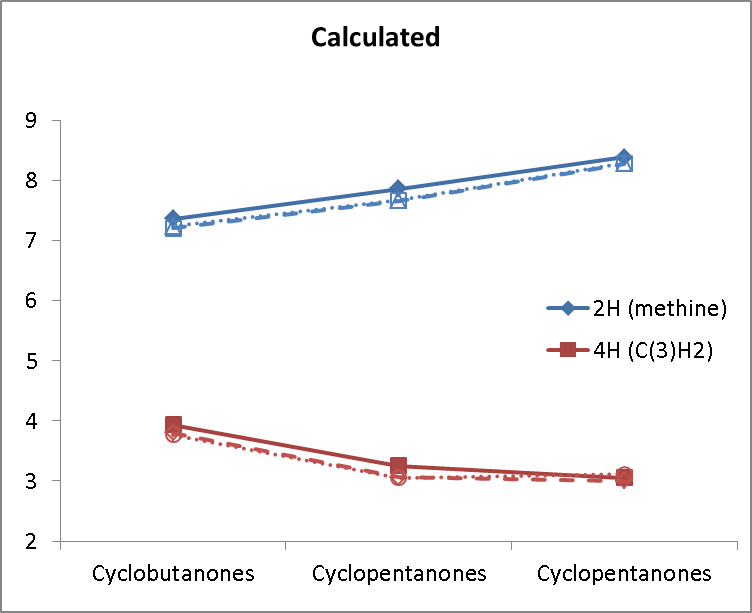 Calculated
9
8
7
6
5
4
3
2
2H (methine)
4H (C(3)H2)
Cyclobutanones Cyclopentanones Cyclopentanones